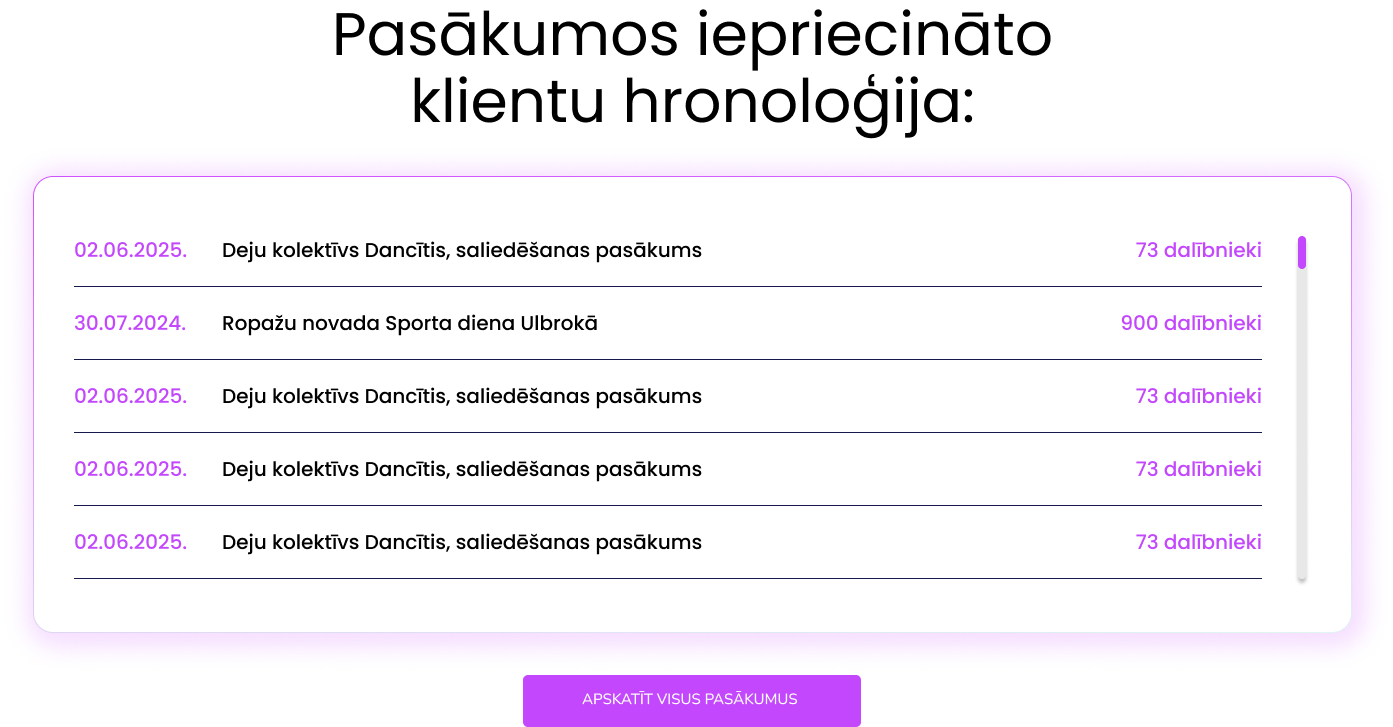 Pasākumos iepriecināto
klientu hronoloģija:
02.06.2025. Deju kolektīvs Dancītis, saliedēšanas pasākums 73 dalībnieki
30.07.2024. Ropažu novada Sporta diena Ulbrokā 900 dalībnieki
02.06.2025. Deju kolektīvs Dancītis, saliedēšanas pasākums 73 dalībnieki
02.06.2025. Deju kolektīvs Dancītis, saliedēšanas pasākums 73 dalībnieki
02.06.2025. Deju kolektīvs Dancītis, saliedēšanas pasākums 73 dalībnieki
APSKATĪT VISUS PASĀKUMUS